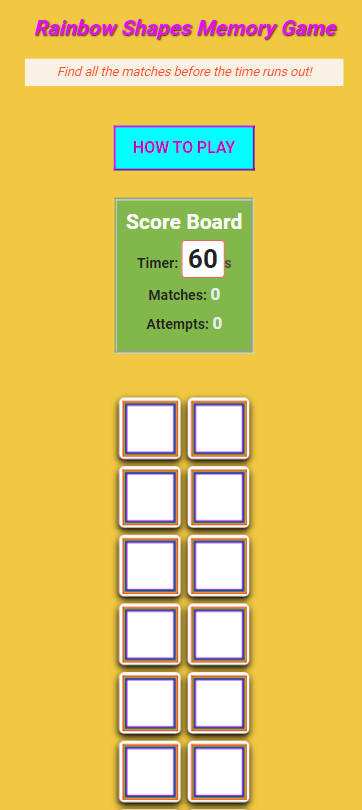 Rainbow Shapes Memory Game
Find all the matches before the time runs out!
HOW TO PLAY
Score Board
Timer: 60s
Matches: 0
Attempts: 0